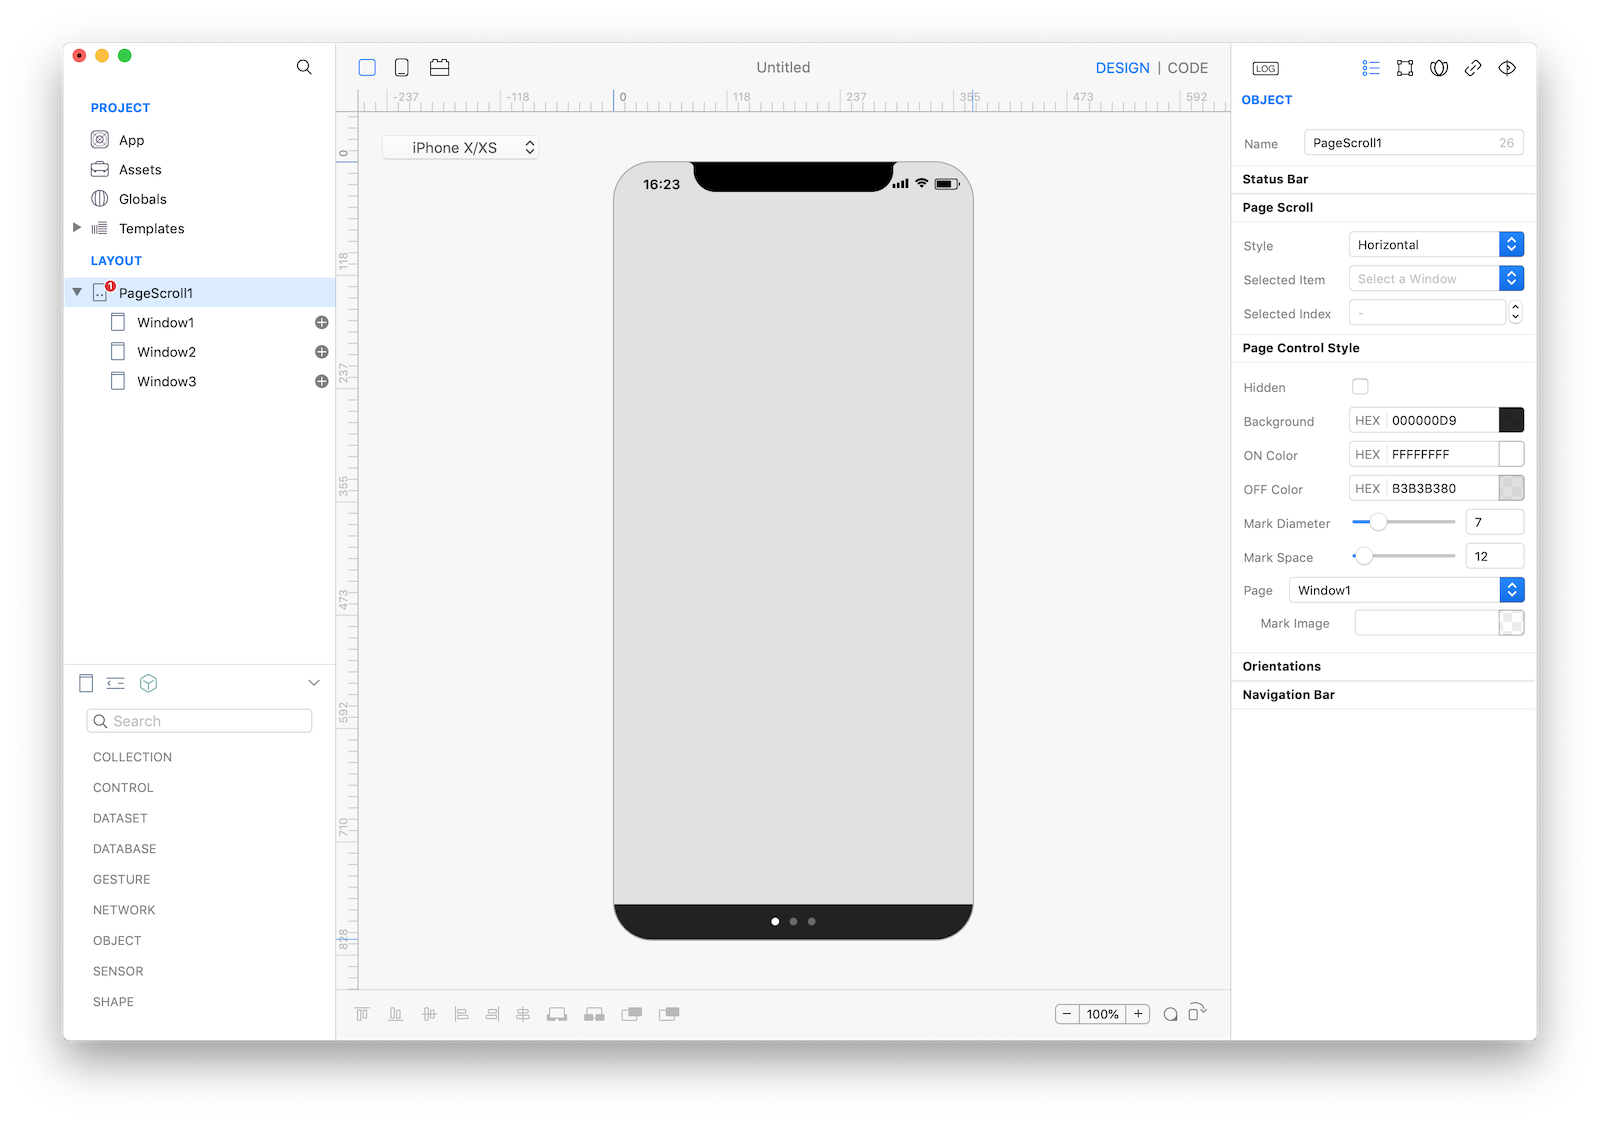 Untitled
DESIGN | CODE
LOG
-237 -118 0 118 237 355 473 592
PROJECT
App
Assets
Globals
Templates
LAYOUT
1
PageScroll1
Window1
Window2
Window3
Search
COLLECTION
CONTROL
DATASET
DATABASE
GESTURE
NETWORK
OBJECT
SENSOR
SHAPE
0
118
237
355
473
592
710
828
iPhone X/XS
16:23
100%
OBJECT
Name PageScroll1 26
Status Bar
Page Scroll
Style Horizontal
Selected Item Select a Window
Selected Index -
Page Control Style
Hidden
Background HEX 000000D9
ON Color HEX FFFFFFFF
OFF Color HEX B3B3B380
Mark Diameter 7
Mark Space 12
Page Window1
Mark Image
Orientations
Navigation Bar